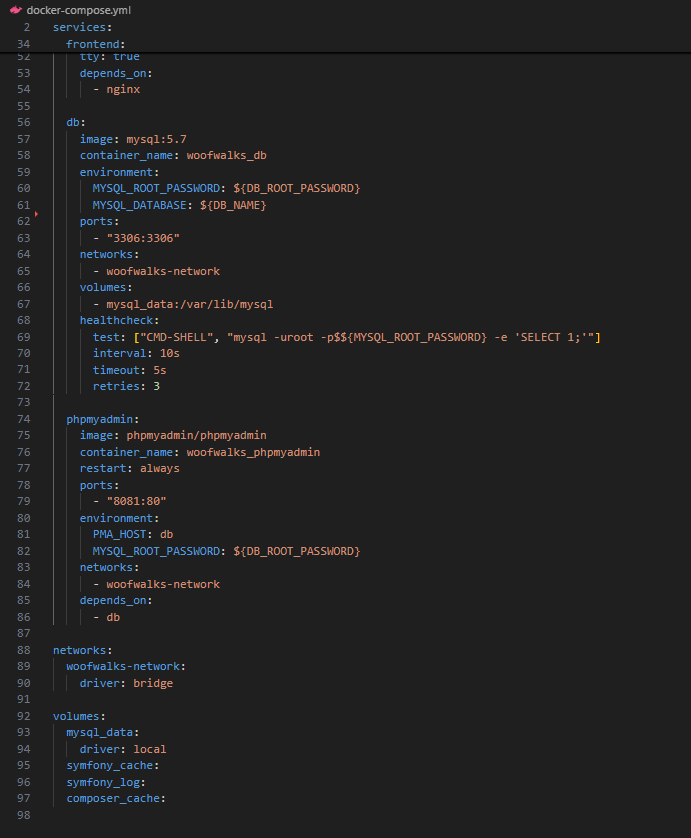 docker-compose.yml
2 services:
34 frontend:
52 tty: true
53 depends_on:
54 - nginx
55
56 db:
57 image: mysql:5.7
58 container_name: woofwalks_db
59 environment:
60 MYSQL_ROOT_PASSWORD: ${DB_ROOT_PASSWORD}
61 MYSQL_DATABASE: ${DB_NAME}
62 ports:
63 - "3306:3306"
64 networks:
65 - woofwalks-network
66 volumes:
67 - mysql_data:/var/lib/mysql
68 healthcheck:
69 test: ["CMD-SHELL", "mysql -uroot -p$${MYSQL_ROOT_PASSWORD} -e 'SELECT 1;'"]
70 interval: 10s
71 timeout: 5s
72 retries: 3
73
74 phpmyadmin:
75 image: phpmyadmin/phpmyadmin
76 container_name: woofwalks_phpmyadmin
77 restart: always
78 ports:
79 - "8081:80"
80 environment:
81 PMA_HOST: db
82 MYSQL_ROOT_PASSWORD: ${DB_ROOT_PASSWORD}
83 networks:
84 - woofwalks-network
85 depends_on:
86 - db
87
88 networks:
89 woofwalks-network:
90 driver: bridge
91
92 volumes:
93 mysql_data:
94 driver: local
95 symfony_cache:
96 symfony_log:
97 composer_cache:
98